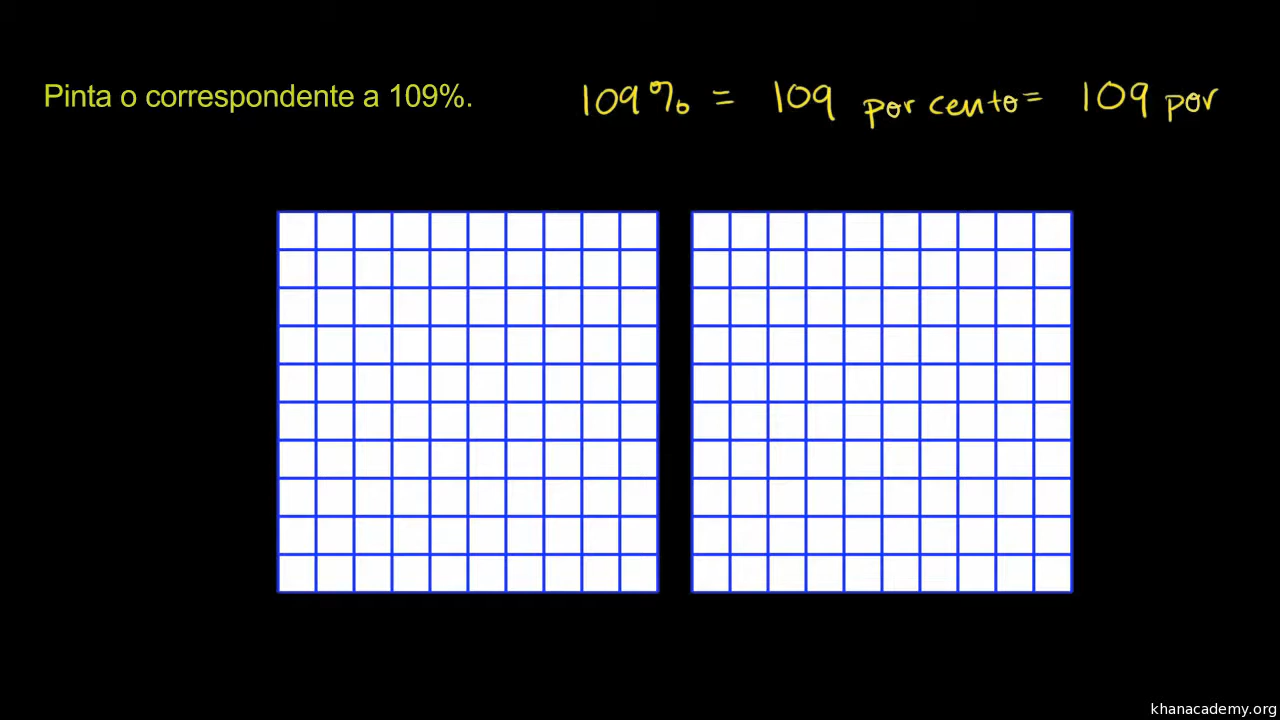 Pinta o correspondente a 109%. 109% = 109 por cento = 109 por
khanacademy.org